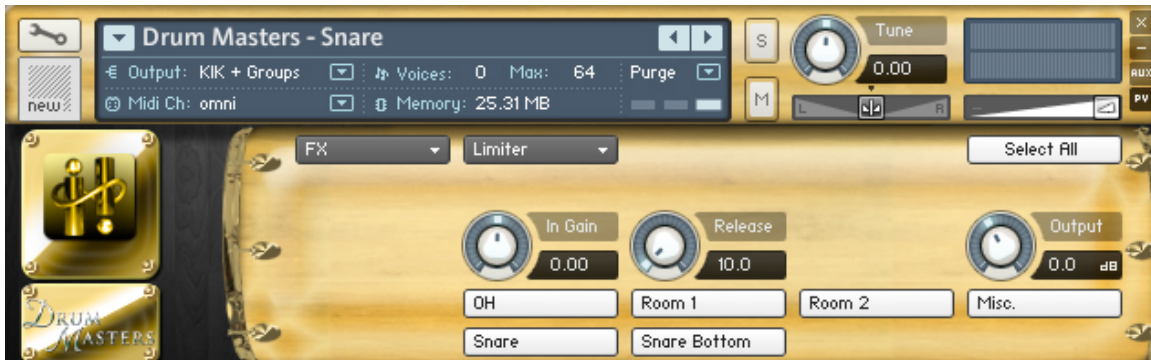 Drum Masters - Snare
Output: KIK + Groups Voices: 0 Max: 64 Purge
new Midi Ch: omni Memory: 25.31 MB
S
M
Tune
0.00
L R
×
–
AUX
PV
FX Limiter Select All
In Gain Release Output
0.00 10.0 0.0 dB
OH Room 1 Room 2 Misc.
DRUM MASTERS
Snare Snare Bottom